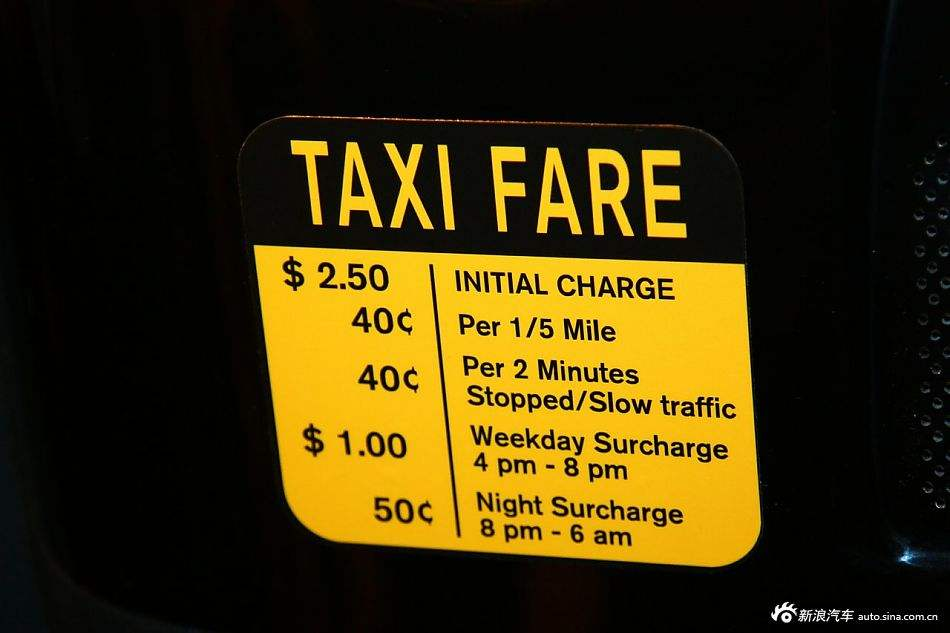 TAXI FARE
$ 2.50 INITIAL CHARGE
40¢ Per 1/5 Mile
40¢ Per 2 Minutes
Stopped/Slow traffic
$ 1.00 Weekday Surcharge
4 pm - 8 pm
50¢ Night Surcharge
8 pm - 6 am
新浪汽车 auto.sina.com.cn